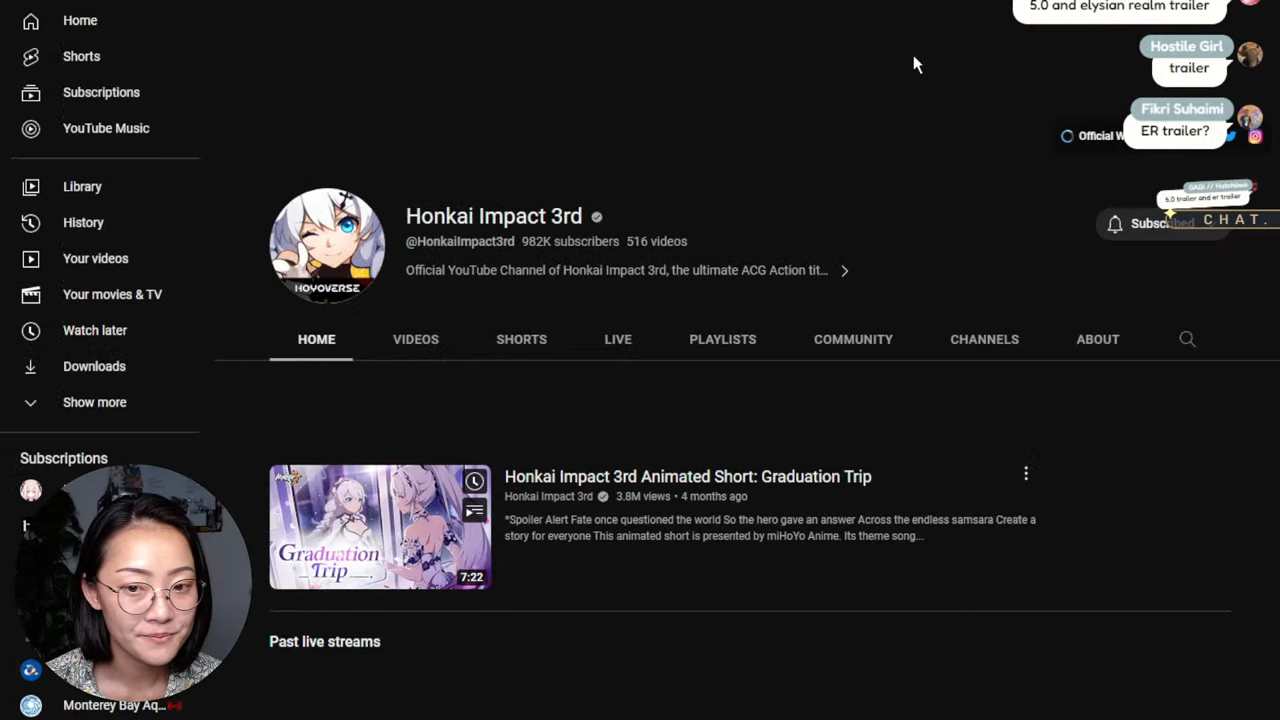 Home
Shorts
Subscriptions
YouTube Music
Library
History
Your videos
Your movies & TV
Watch later
Downloads
Show more
Subscriptions
Monterey Bay Aq...
5.0 and elysian realm trailer
Hostile Girl
trailer
Fikri Suhaimi
ER trailer?
Official
5.0 trailer and er trailer
CHAT.
Subscribed
HOYOVERSE
Honkai Impact 3rd
@HonkaiImpact3rd 982K subscribers 516 videos
Official YouTube Channel of Honkai Impact 3rd, the ultimate ACG Action tit...
HOME VIDEOS SHORTS LIVE PLAYLISTS COMMUNITY CHANNELS ABOUT
Graduation
Trip
7:22
Honkai Impact 3rd Animated Short: Graduation Trip
Honkai Impact 3rd 3.8M views • 4 months ago
*Spoiler Alert Fate once questioned the world So the hero gave an answer Across the endless samsara Create a
story for everyone This animated short is presented by miHoYo Anime. Its theme song...
Past live streams